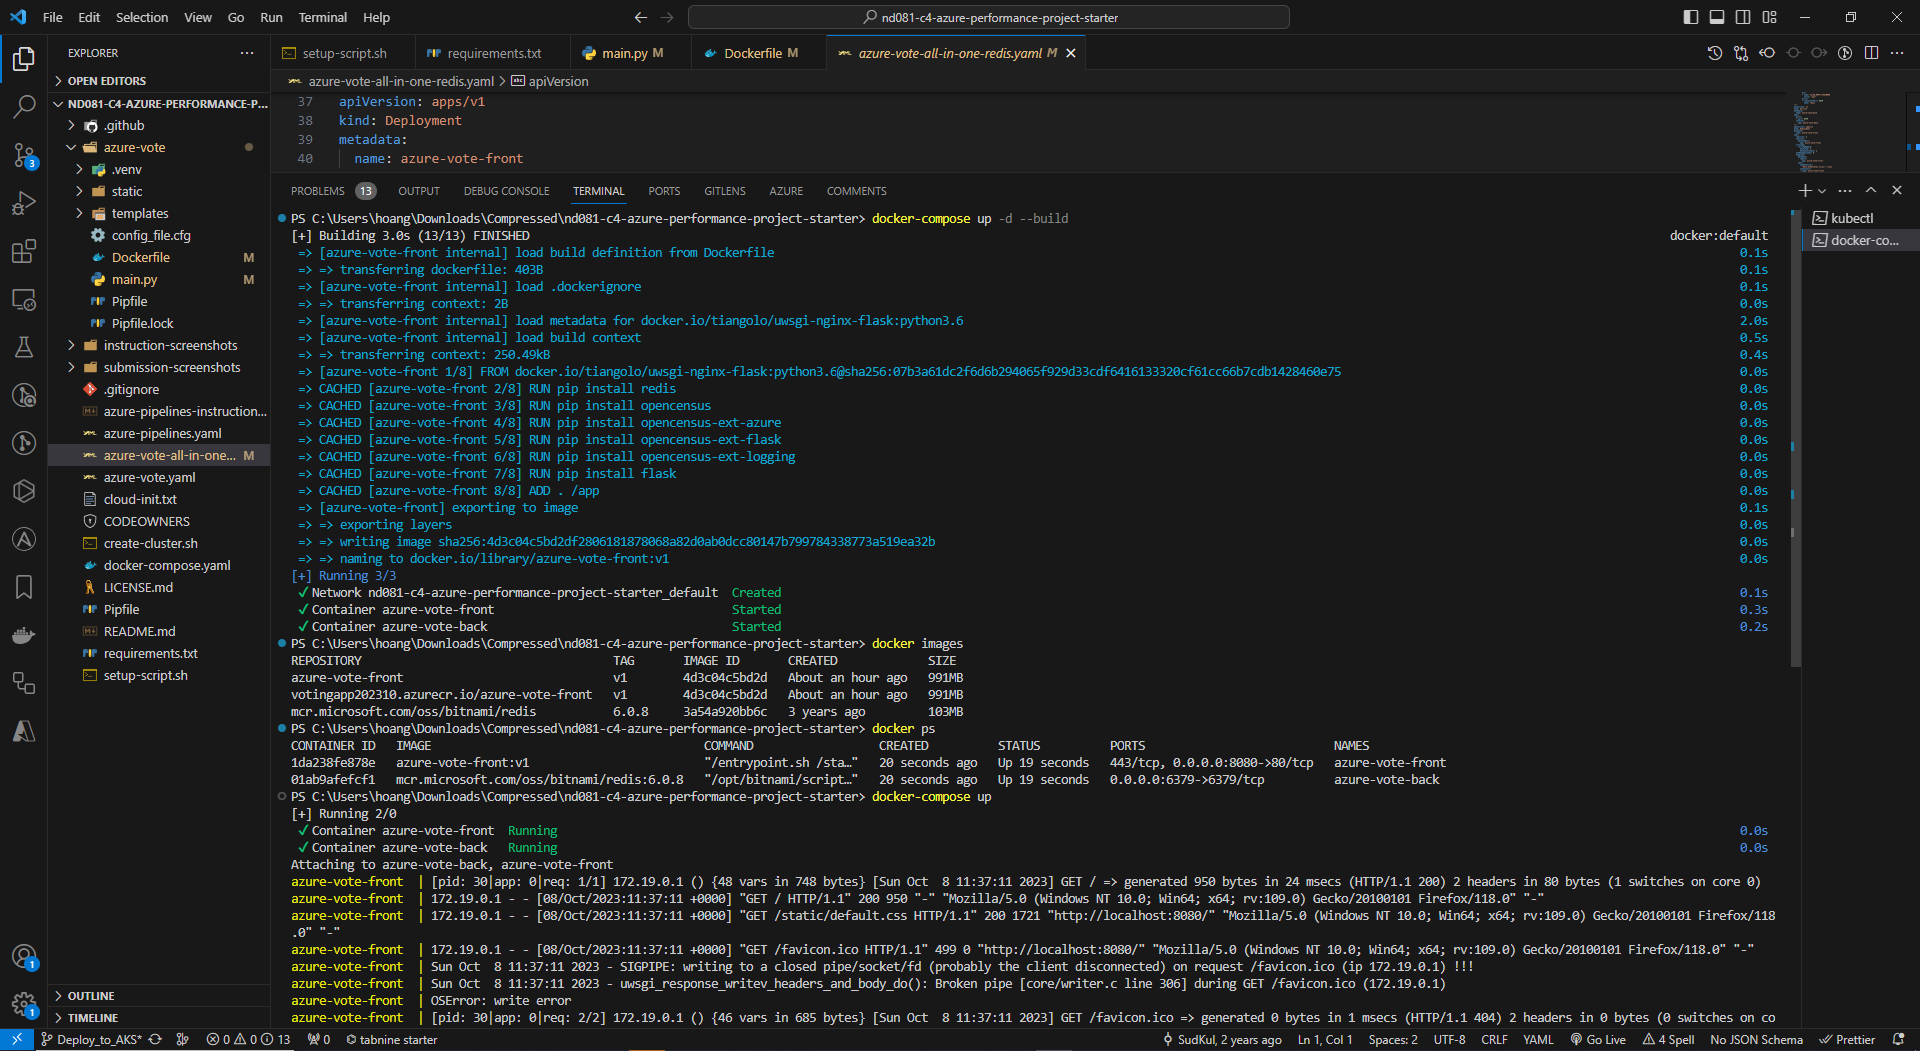 File Edit Selection View Go Run Terminal Help
nd081-c4-azure-performance-project-starter
EXPLORER
OPEN EDITORS
ND081-C4-AZURE-PERFORMANCE-P...
.github
azure-vote
.venv
static
templates
config_file.cfg
Dockerfile M
main.py M
Pipfile
Pipfile.lock
instruction-screenshots
submission-screenshots
.gitignore
azure-pipelines-instruction...
azure-pipelines.yaml
azure-vote-all-in-one... M
azure-vote.yaml
cloud-init.txt
CODEOWNERS
create-cluster.sh
docker-compose.yaml
LICENSE.md
Pipfile
README.md
requirements.txt
setup-script.sh
OUTLINE
TIMELINE
3
1
1
setup-script.sh requirements.txt main.py M Dockerfile M azure-vote-all-in-one-redis.yaml M
azure-vote-all-in-one-redis.yaml > apiVersion
37 apiVersion: apps/v1
38 kind: Deployment
39 metadata:
40 name: azure-vote-front
PROBLEMS 13 OUTPUT DEBUG CONSOLE TERMINAL PORTS GITLENS AZURE COMMENTS
kubectl
docker-co...
PS C:\Users\hoang\Downloads\Compressed\nd081-c4-azure-performance-project-starter> docker-compose up -d --build
[+] Building 3.0s (13/13) FINISHED docker:default
=> [azure-vote-front internal] load build definition from Dockerfile 0.1s
=> => transferring dockerfile: 403B 0.1s
=> [azure-vote-front internal] load .dockerignore 0.1s
=> => transferring context: 2B 0.0s
=> [azure-vote-front internal] load metadata for docker.io/tiangolo/uwsgi-nginx-flask:python3.6 2.0s
=> [azure-vote-front internal] load build context 0.5s
=> => transferring context: 250.49kB 0.4s
=> [azure-vote-front 1/8] FROM docker.io/tiangolo/uwsgi-nginx-flask:python3.6@sha256:07b3a61dc2f6d6b294065f929d33cdf6416133320cf61cc66b7cdb1428460e75 0.0s
=> CACHED [azure-vote-front 2/8] RUN pip install redis 0.0s
=> CACHED [azure-vote-front 3/8] RUN pip install opencensus 0.0s
=> CACHED [azure-vote-front 4/8] RUN pip install opencensus-ext-azure 0.0s
=> CACHED [azure-vote-front 5/8] RUN pip install opencensus-ext-flask 0.0s
=> CACHED [azure-vote-front 6/8] RUN pip install opencensus-ext-logging 0.0s
=> CACHED [azure-vote-front 7/8] RUN pip install flask 0.0s
=> CACHED [azure-vote-front 8/8] ADD . /app 0.0s
=> [azure-vote-front] exporting to image 0.1s
=> => exporting layers 0.0s
=> => writing image sha256:4d3c04c5bd2df2806181878068a82d0ab0dcc80147b799784338773a519ea32b 0.0s
=> => naming to docker.io/library/azure-vote-front:v1 0.0s
[+] Running 3/3
✓ Network nd081-c4-azure-performance-project-starter_default Created 0.1s
✓ Container azure-vote-front Started 0.3s
✓ Container azure-vote-back Started 0.2s
PS C:\Users\hoang\Downloads\Compressed\nd081-c4-azure-performance-project-starter> docker images
REPOSITORY TAG IMAGE ID CREATED SIZE
azure-vote-front v1 4d3c04c5bd2d About an hour ago 991MB
votingapp202310.azurecr.io/azure-vote-front v1 4d3c04c5bd2d About an hour ago 991MB
mcr.microsoft.com/oss/bitnami/redis 6.0.8 3a54a920bb6c 3 years ago 103MB
PS C:\Users\hoang\Downloads\Compressed\nd081-c4-azure-performance-project-starter> docker ps
CONTAINER ID IMAGE COMMAND CREATED STATUS PORTS NAMES
1da238fe878e azure-vote-front:v1 "/entrypoint.sh /sta…" 20 seconds ago Up 19 seconds 443/tcp, 0.0.0.0:8080->80/tcp azure-vote-front
01ab9afefcf1 mcr.microsoft.com/oss/bitnami/redis:6.0.8 "/opt/bitnami/script…" 20 seconds ago Up 19 seconds 0.0.0.0:6379->6379/tcp azure-vote-back
PS C:\Users\hoang\Downloads\Compressed\nd081-c4-azure-performance-project-starter> docker-compose up
[+] Running 2/0
✓ Container azure-vote-front Running 0.0s
✓ Container azure-vote-back Running 0.0s
Attaching to azure-vote-back, azure-vote-front
azure-vote-front | [pid: 30|app: 0|req: 1/1] 172.19.0.1 () {48 vars in 748 bytes} [Sun Oct 8 11:37:11 2023] GET / => generated 950 bytes in 24 msecs (HTTP/1.1 200) 2 headers in 80 bytes (1 switches on core 0)
azure-vote-front | 172.19.0.1 - - [08/Oct/2023:11:37:11 +0000] "GET / HTTP/1.1" 200 950 "-" "Mozilla/5.0 (Windows NT 10.0; Win64; x64; rv:109.0) Gecko/20100101 Firefox/118.0" "-"
azure-vote-front | 172.19.0.1 - - [08/Oct/2023:11:37:11 +0000] "GET /static/default.css HTTP/1.1" 200 1721 "http://localhost:8080/" "Mozilla/5.0 (Windows NT 10.0; Win64; x64; rv:109.0) Gecko/20100101 Firefox/118
.0" "-"
azure-vote-front | 172.19.0.1 - - [08/Oct/2023:11:37:11 +0000] "GET /favicon.ico HTTP/1.1" 499 0 "http://localhost:8080/" "Mozilla/5.0 (Windows NT 10.0; Win64; x64; rv:109.0) Gecko/20100101 Firefox/118.0" "-"
azure-vote-front | Sun Oct 8 11:37:11 2023 - SIGPIPE: writing to a closed pipe/socket/fd (probably the client disconnected) on request /favicon.ico (ip 172.19.0.1) !!!
azure-vote-front | Sun Oct 8 11:37:11 2023 - uwsgi_response_writev_headers_and_body_do(): Broken pipe [core/writer.c line 306] during GET /favicon.ico (172.19.0.1)
azure-vote-front | OSError: write error
azure-vote-front | [pid: 30|app: 0|req: 2/2] 172.19.0.1 () {46 vars in 685 bytes} [Sun Oct 8 11:37:11 2023] GET /favicon.ico => generated 0 bytes in 1 msecs (HTTP/1.1 404) 2 headers in 0 bytes (0 switches on co
Deploy_to_AKS* 0 0 13 0 tabnine starter SudKul, 2 years ago Ln 1, Col 1 Spaces: 2 UTF-8 CRLF YAML Go Live 4 Spell No JSON Schema Prettier